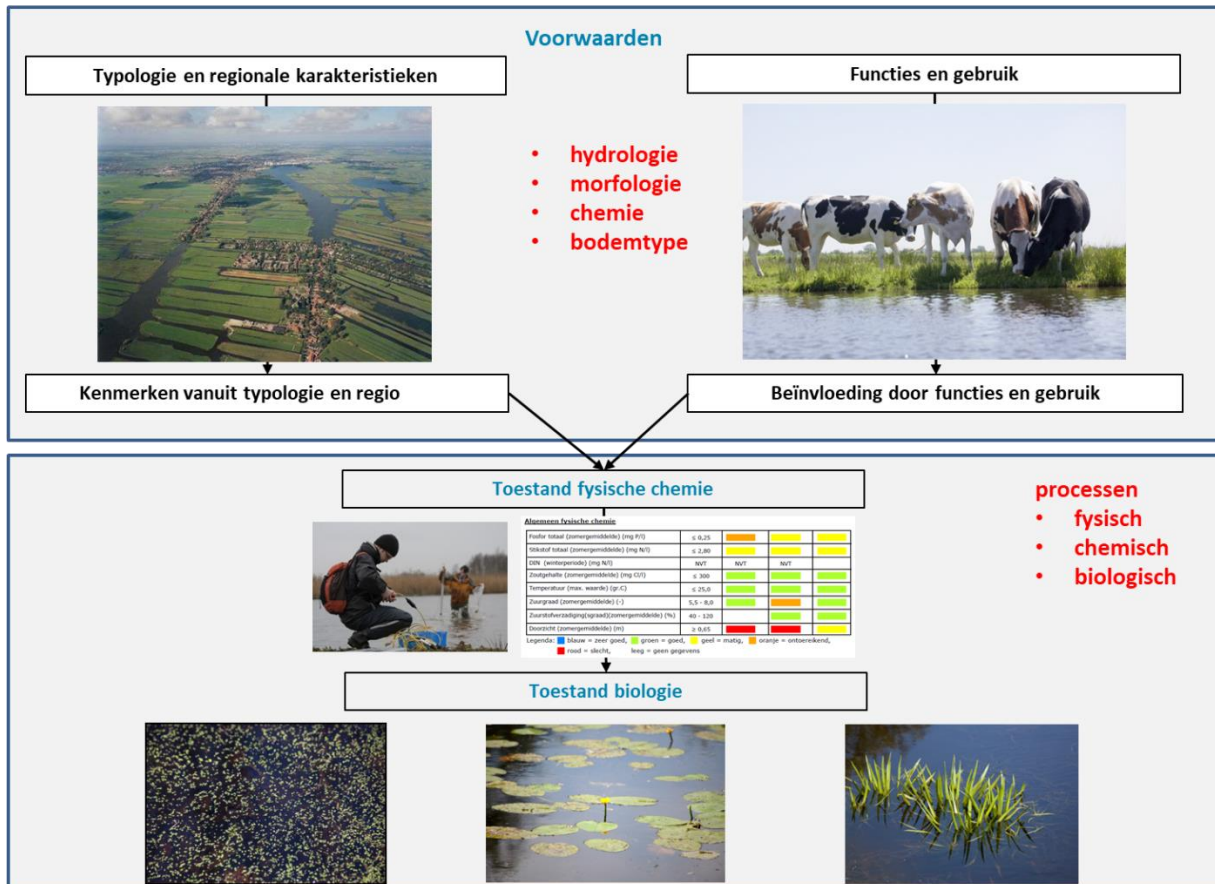 Voorwaarden
Typologie en regionale karakteristieken
Functies en gebruik
• hydrologie
• morfologie
• chemie
• bodemtype
Kenmerken vanuit typologie en regio
Beïnvloeding door functies en gebruik
Toestand fysische chemie
processen
• fysisch
• chemisch
• biologisch
Algemeen fysische chemie
Fosfor totaal (zomergemiddelde) (mg P/l) ≤ 0,25
Stikstof totaal (zomergemiddelde) (mg N/l) ≤ 2,80
DIN (winterperiode) (mg N/l) NVT NVT NVT
Zoutgehalte (zomergemiddelde) (mg Cl/l) ≤ 300
Temperatuur (max. waarde) (gr.C) ≤ 25,0
Zuurgraad (zomergemiddelde) (-) 5,5 - 8,0
Zuurstofverzadiging(sgraad)(zomergemiddelde) (%) 40 - 120
Doorzicht (zomergemiddelde) (m) ≥ 0,65
Legenda: blauw = zeer goed, groen = goed, geel = matig, oranje = ontoereikend,
rood = slecht, leeg = geen gegevens
Toestand biologie